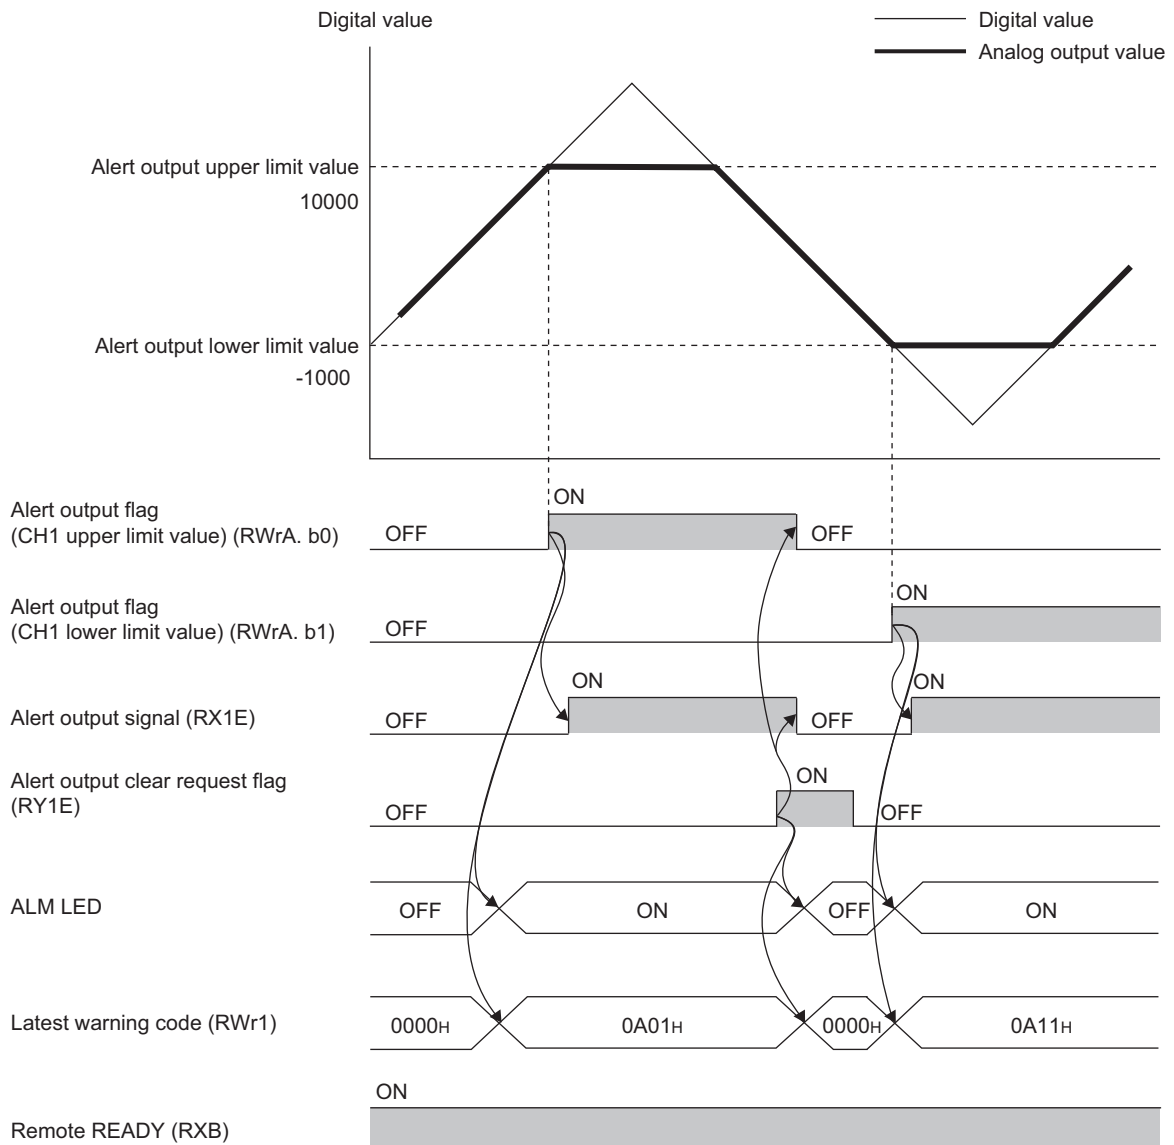 Digital value
Digital value
Analog output value
Alert output upper limit value
10000
Alert output lower limit value
-1000
Alert output flag
(CH1 upper limit value) (RWrA. b0)
OFF
ON
OFF
Alert output flag
(CH1 lower limit value) (RWrA. b1)
OFF
ON
Alert output signal (RX1E)
OFF
ON
OFF
ON
Alert output clear request flag
(RY1E)
OFF
ON
OFF
ALM LED
OFF
ON
OFF
ON
Latest warning code (RWr1)
0000H
0A01H
0000H
0A11H
ON
Remote READY (RXB)